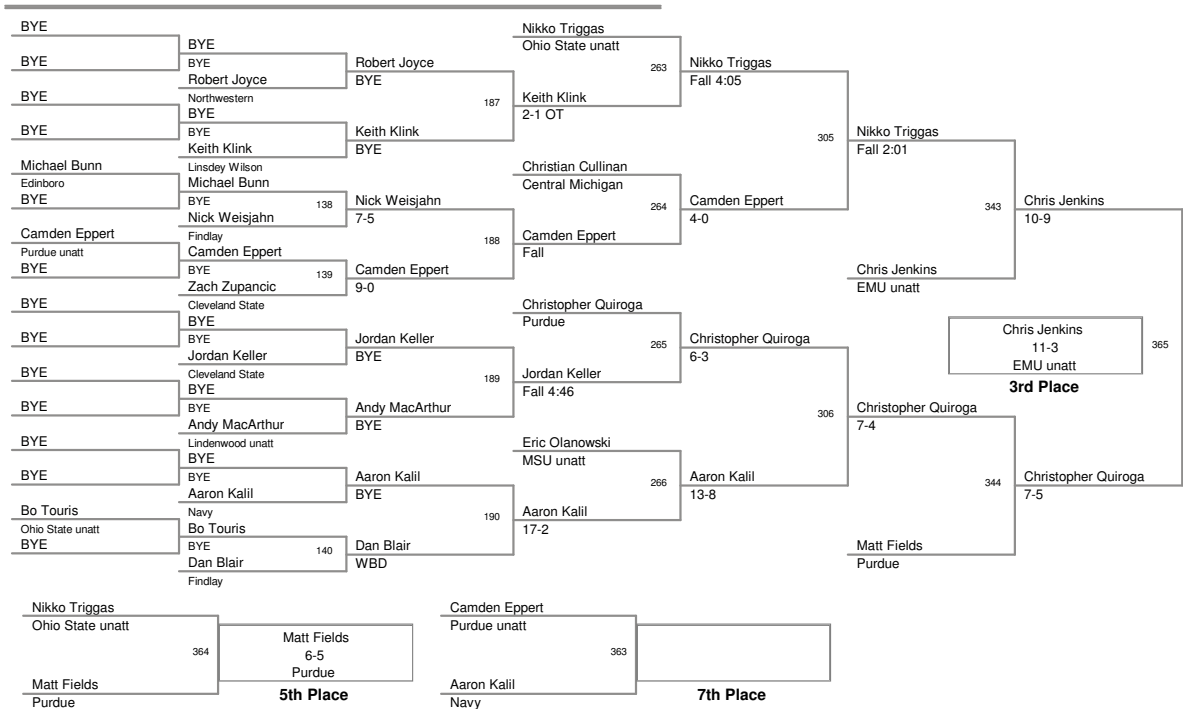 BYE
BYE
BYE
BYE
Michael Bunn
Edinboro
BYE
Camden Eppert
Purdue unatt
BYE
BYE
BYE
BYE
BYE
BYE
BYE
Bo Touris
Ohio State unatt
BYE
BYE
BYE
Robert Joyce
Northwestern
BYE
BYE
Keith Klink
Linsdey Wilson
Michael Bunn
BYE
138
Nick Weisjahn
Findlay
Camden Eppert
BYE
139
Zach Zupancic
Cleveland State
BYE
BYE
Jordan Keller
Cleveland State
BYE
BYE
Andy MacArthur
Lindenwood unatt
BYE
BYE
Aaron Kalil
Navy
Bo Touris
BYE
140
Dan Blair
Findlay
Robert Joyce
BYE
187
Keith Klink
BYE
Nick Weisjahn
7-5
188
Camden Eppert
9-0
Jordan Keller
BYE
189
Andy MacArthur
BYE
Aaron Kalil
BYE
190
Dan Blair
WBD
Nikko Triggas
Ohio State unatt
263
Keith Klink
2-1 OT
Christian Cullinan
Central Michigan
264
Camden Eppert
Fall
Christopher Quiroga
Purdue
265
Jordan Keller
Fall 4:46
Eric Olanowski
MSU unatt
266
Aaron Kalil
17-2
Nikko Triggas
Fall 4:05
305
Camden Eppert
4-0
Christopher Quiroga
6-3
306
Aaron Kalil
13-8
Nikko Triggas
Fall 2:01
343
Chris Jenkins
EMU unatt
Christopher Quiroga
7-4
344
Matt Fields
Purdue
Chris Jenkins
10-9
365
Christopher Quiroga
7-5
Chris Jenkins
11-3
EMU unatt
3rd Place
Nikko Triggas
Ohio State unatt
364
Matt Fields
Purdue
Matt Fields
6-5
Purdue
5th Place
Camden Eppert
Purdue unatt
363
Aaron Kalil
Navy
7th Place